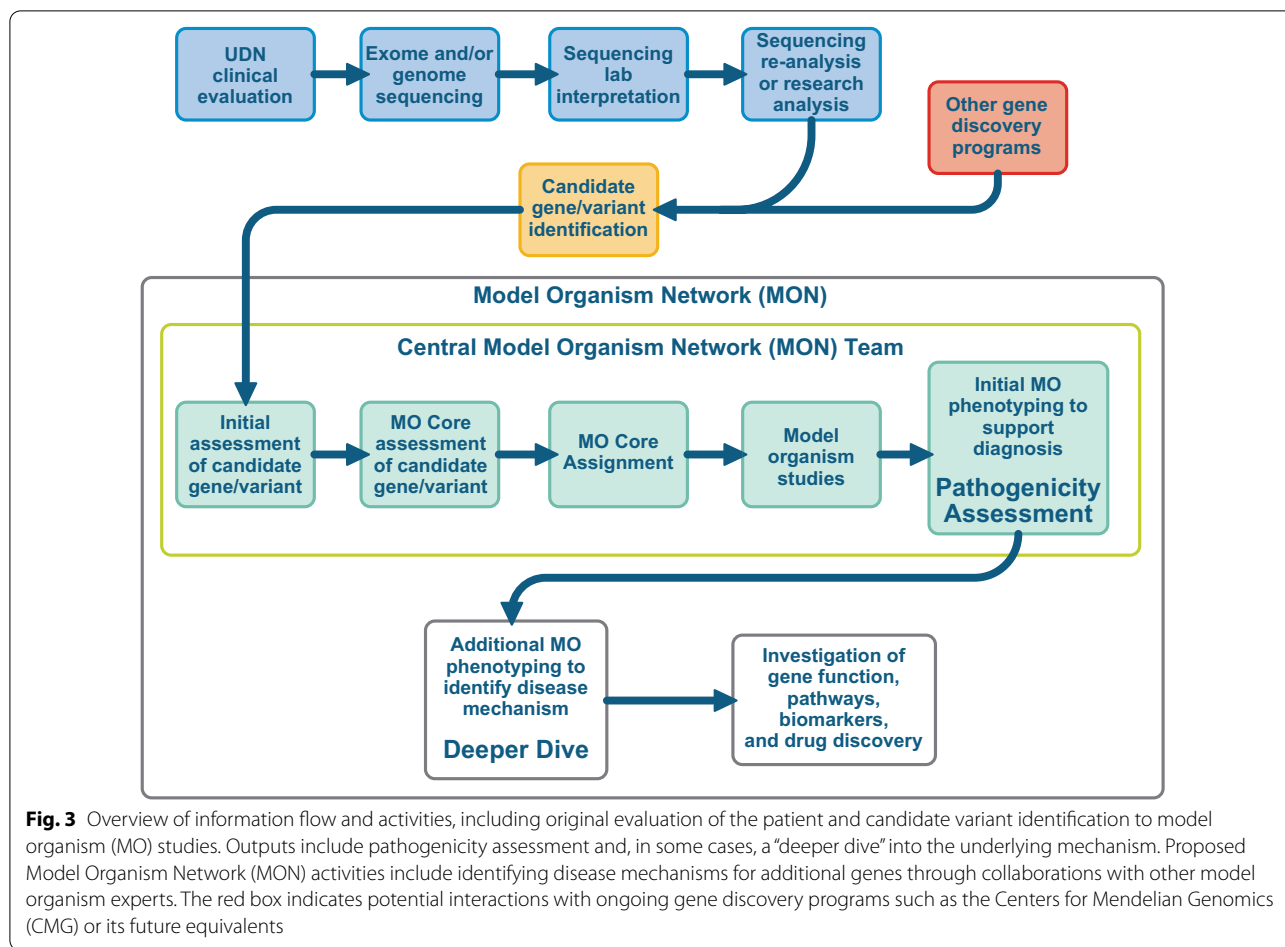 UDN
clinical
evaluation
Exome and/or
genome
sequencing
Sequencing
lab
interpretation
Sequencing
re-analysis
or research
analysis
Other gene
discovery
programs
Candidate
gene/variant
identification
Model Organism Network (MON)
Central Model Organism Network (MON) Team
Initial
assessment
of candidate
gene/variant
MO Core
assessment
of candidate
gene/variant
MO Core
Assignment
Model
organism
studies
Initial MO
phenotyping to
support
diagnosis
Pathogenicity
Assessment
Additional MO
phenotyping to
identify disease
mechanism
Deeper Dive
Investigation of
gene function,
pathways,
biomarkers,
and drug discovery
Fig. 3 Overview of information flow and activities, including original evaluation of the patient and candidate variant identification to model
organism (MO) studies. Outputs include pathogenicity assessment and, in some cases, a “deeper dive” into the underlying mechanism. Proposed
Model Organism Network (MON) activities include identifying disease mechanisms for additional genes through collaborations with other model
organism experts. The red box indicates potential interactions with ongoing gene discovery programs such as the Centers for Mendelian Genomics
(CMG) or its future equivalents